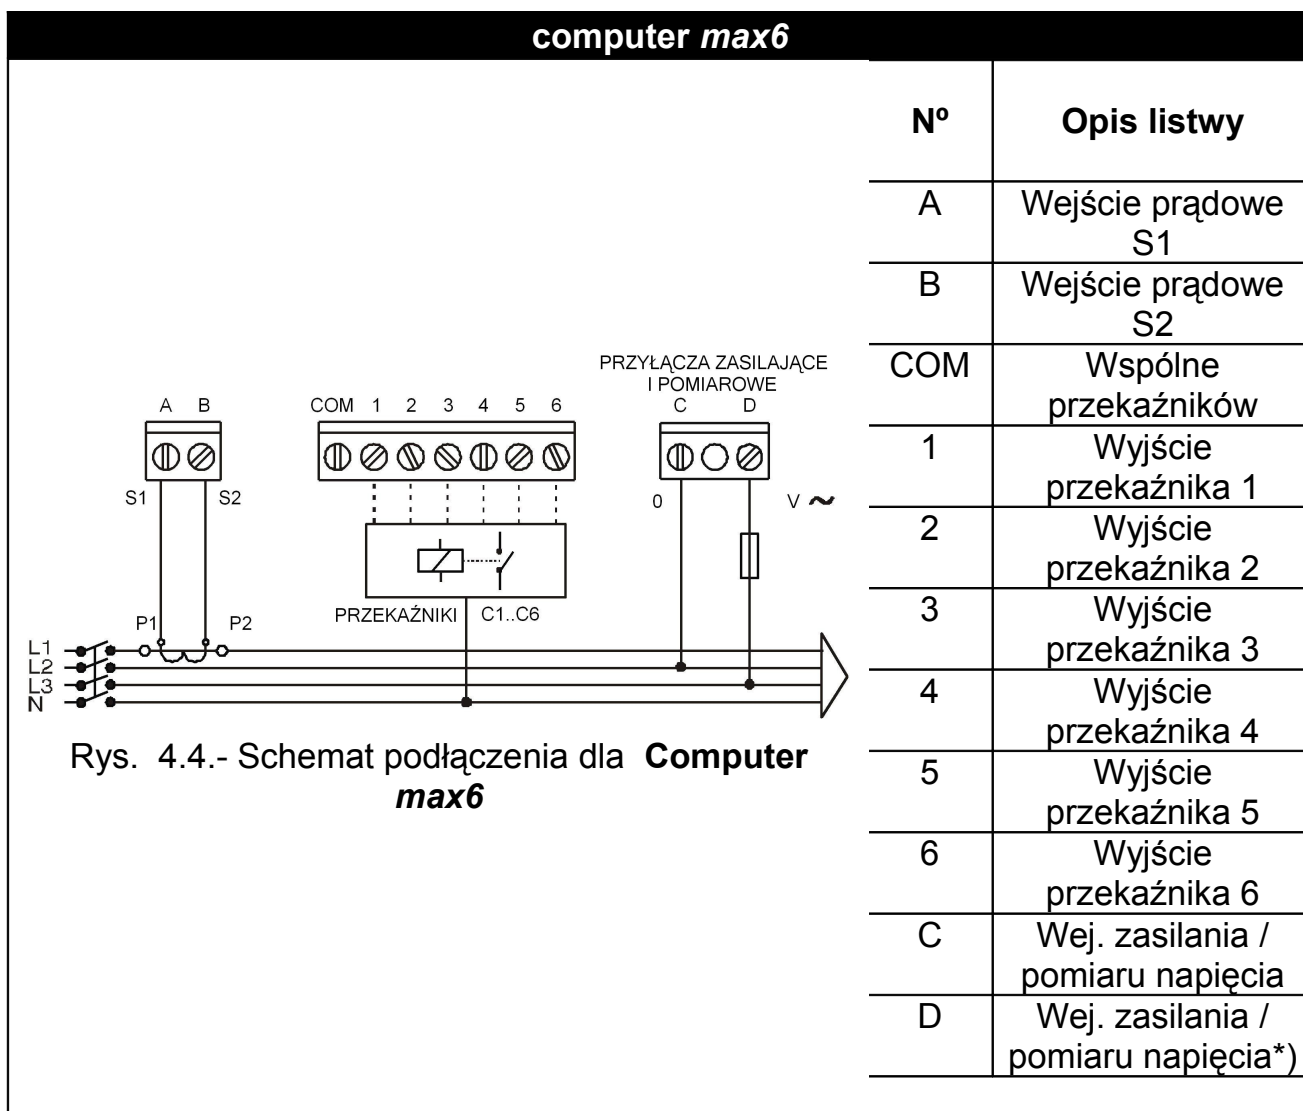 computer max6
PRZYŁĄCZA ZASILAJĄCE
I POMIAROWE
A B COM 1 2 3 4 5 6 C D
S1 S2 0 V ~
PRZEKAŹNIKI C1..C6
P1 P2
L1
L2
L3
N
Rys. 4.4.- Schemat podłączenia dla Computer
max6
Nº Opis listwy
A Wejście prądowe
S1
B Wejście prądowe
S2
COM Wspólne
przekaźników
1 Wyjście
przekaźnika 1
2 Wyjście
przekaźnika 2
3 Wyjście
przekaźnika 3
4 Wyjście
przekaźnika 4
5 Wyjście
przekaźnika 5
6 Wyjście
przekaźnika 6
C Wej. zasilania /
pomiaru napięcia
D Wej. zasilania /
pomiaru napięcia*)